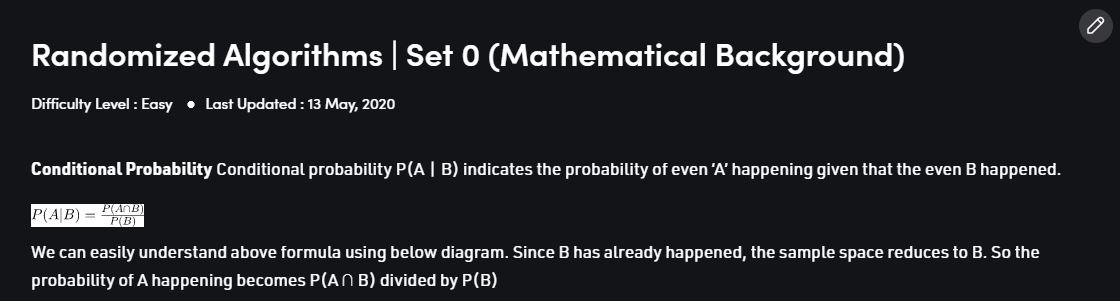 Randomized Algorithms | Set 0 (Mathematical Background)
Difficulty Level : Easy • Last Updated : 13 May, 2020
Conditional Probability Conditional probability P(A | B) indicates the probability of even ‘A’ happening given that the even B happened.
P(A|B) = P(A∩B)/P(B)
We can easily understand above formula using below diagram. Since B has already happened, the sample space reduces to B. So the
probability of A happening becomes P(A ∩ B) divided by P(B)